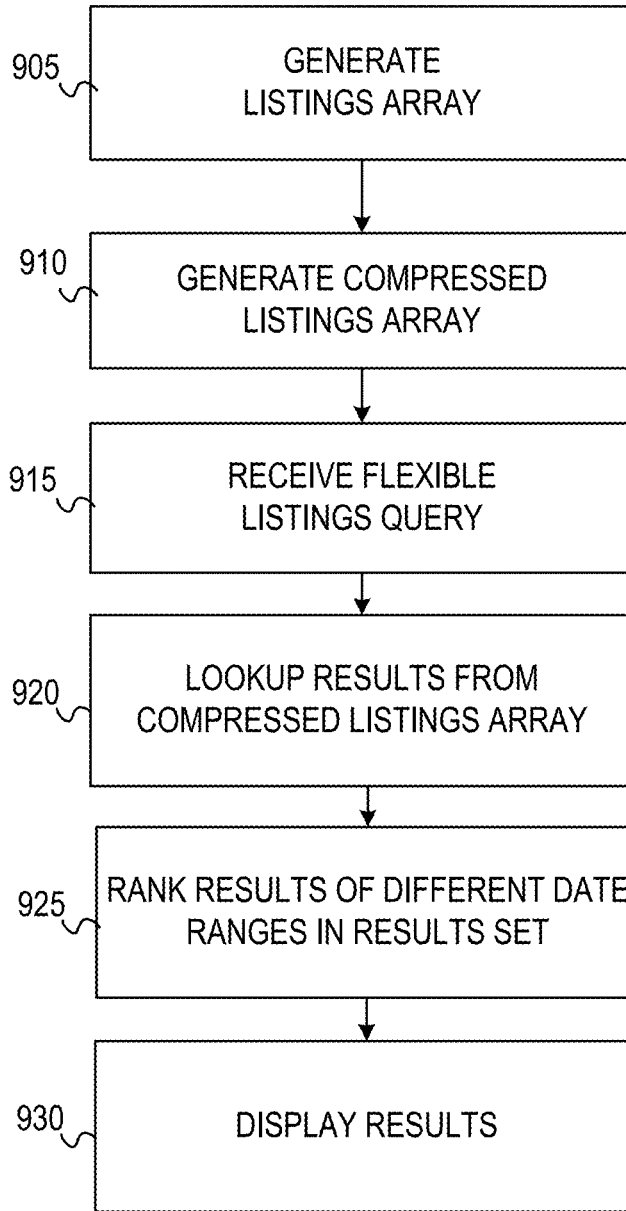 905
GENERATE
LISTINGS ARRAY
910
GENERATE COMPRESSED
LISTINGS ARRAY
915
RECEIVE FLEXIBLE
LISTINGS QUERY
920
LOOKUP RESULTS FROM
COMPRESSED LISTINGS ARRAY
925
RANK RESULTS OF DIFFERENT DATE
RANGES IN RESULTS SET
930
DISPLAY RESULTS